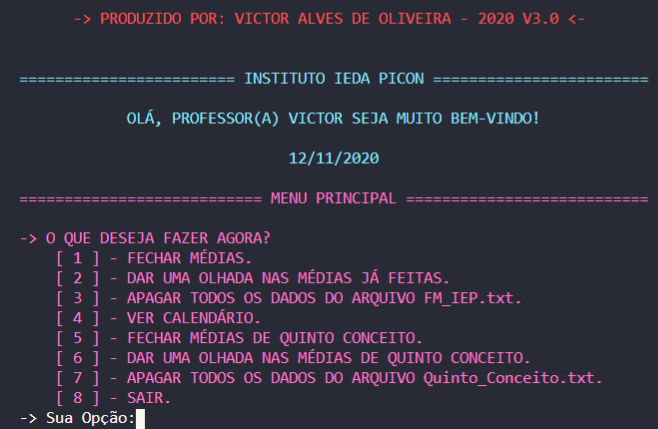 -> PRODUZIDO POR: VICTOR ALVES DE OLIVEIRA - 2020 V3.0 <-
======================== INSTITUTO IEDA PICON ========================
OLÁ, PROFESSOR(A) VICTOR SEJA MUITO BEM-VINDO!
12/11/2020
=========================== MENU PRINCIPAL ===========================
-> O QUE DESEJA FAZER AGORA?
[ 1 ] - FECHAR MÉDIAS.
[ 2 ] - DAR UMA OLHADA NAS MÉDIAS JÁ FEITAS.
[ 3 ] - APAGAR TODOS OS DADOS DO ARQUIVO FM_IEP.txt.
[ 4 ] - VER CALENDÁRIO.
[ 5 ] - FECHAR MÉDIAS DE QUINTO CONCEITO.
[ 6 ] - DAR UMA OLHADA NAS MÉDIAS DE QUINTO CONCEITO.
[ 7 ] - APAGAR TODOS OS DADOS DO ARQUIVO Quinto_Conceito.txt.
[ 8 ] - SAIR.
-> Sua Opção: